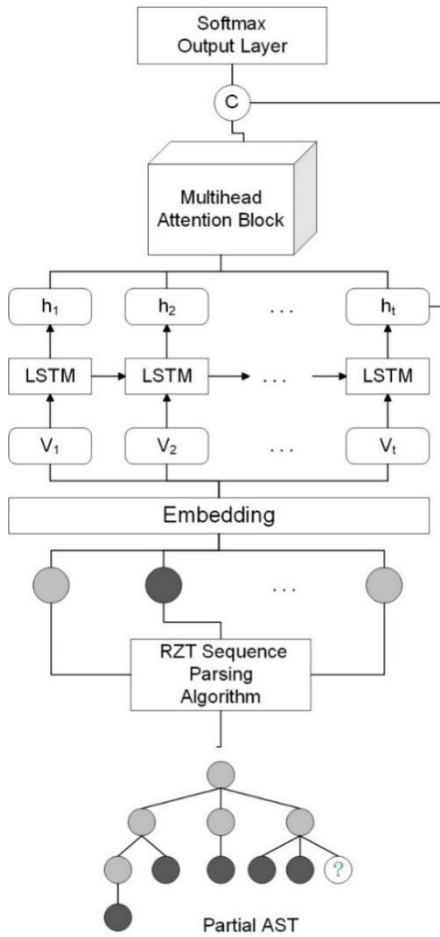 Softmax
Output Layer
C
Multihead
Attention Block
h₁ h₂ ... hₜ
LSTM LSTM ... LSTM
V₁ V₂ ... Vₜ
Embedding
...
RZT Sequence
Parsing
Algorithm
?
Partial AST